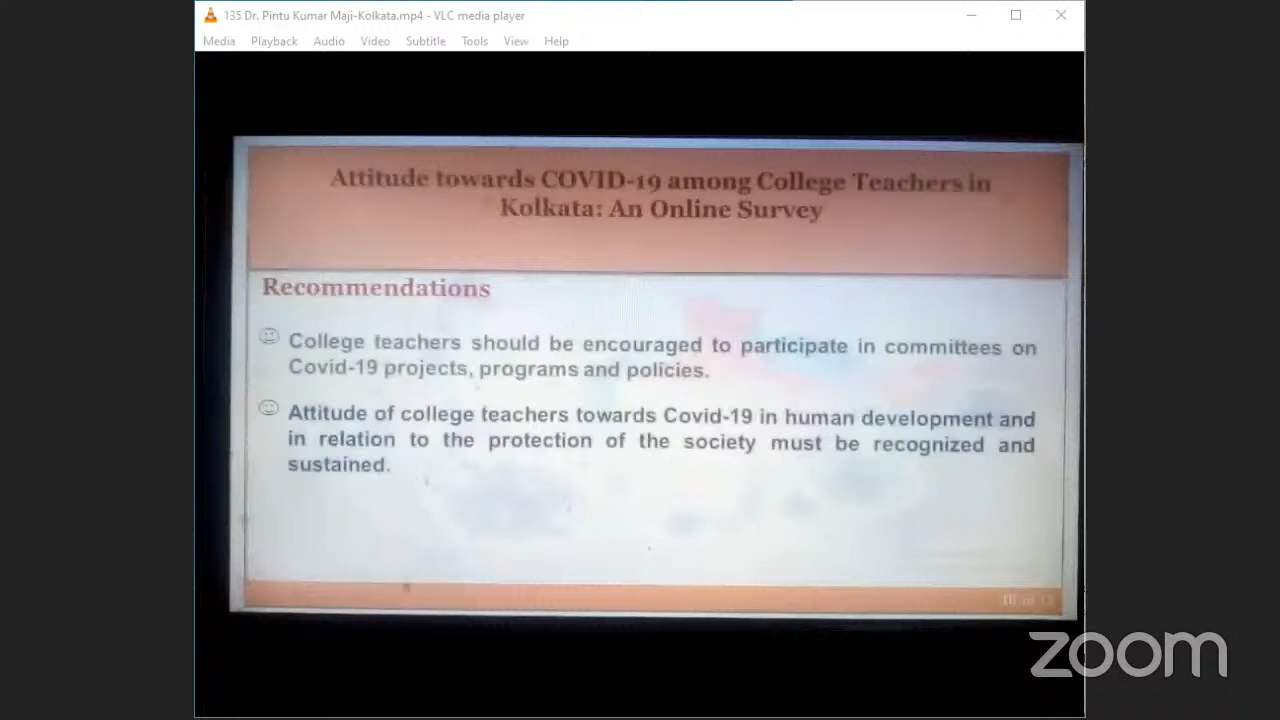 135 Dr. Pintu Kumar Maji-Kolkata.mp4 - VLC media player
Media Playback Audio Video Subtitle Tools View Help
Attitude towards COVID-19 among College Teachers in
Kolkata: An Online Survey
Recommendations
College teachers should be encouraged to participate in committees on
Covid-19 projects, programs and policies.
Attitude of college teachers towards Covid-19 in human development and
in relation to the protection of the society must be recognized and
sustained.
zoom